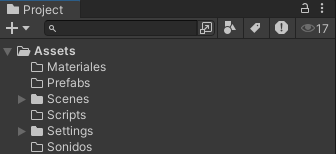 Project
17
Assets
Materiales
Prefabs
Scenes
Scripts
Settings
Sonidos